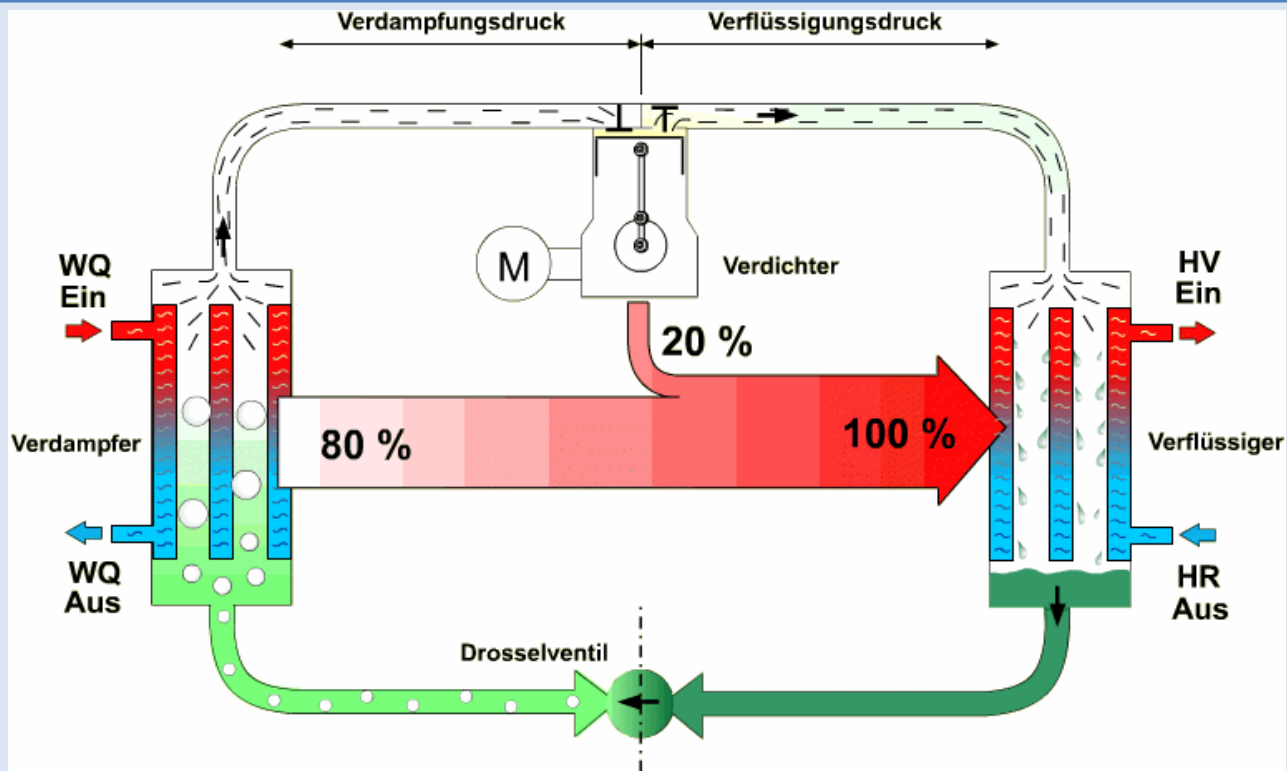 Verdampfungsdruck
Verflüssigungsdruck
WQ
Ein
M
Verdichter
HV
Ein
20 %
Verdampfer
80 %
100 %
Verflüssiger
WQ
Aus
HR
Aus
Drosselventil